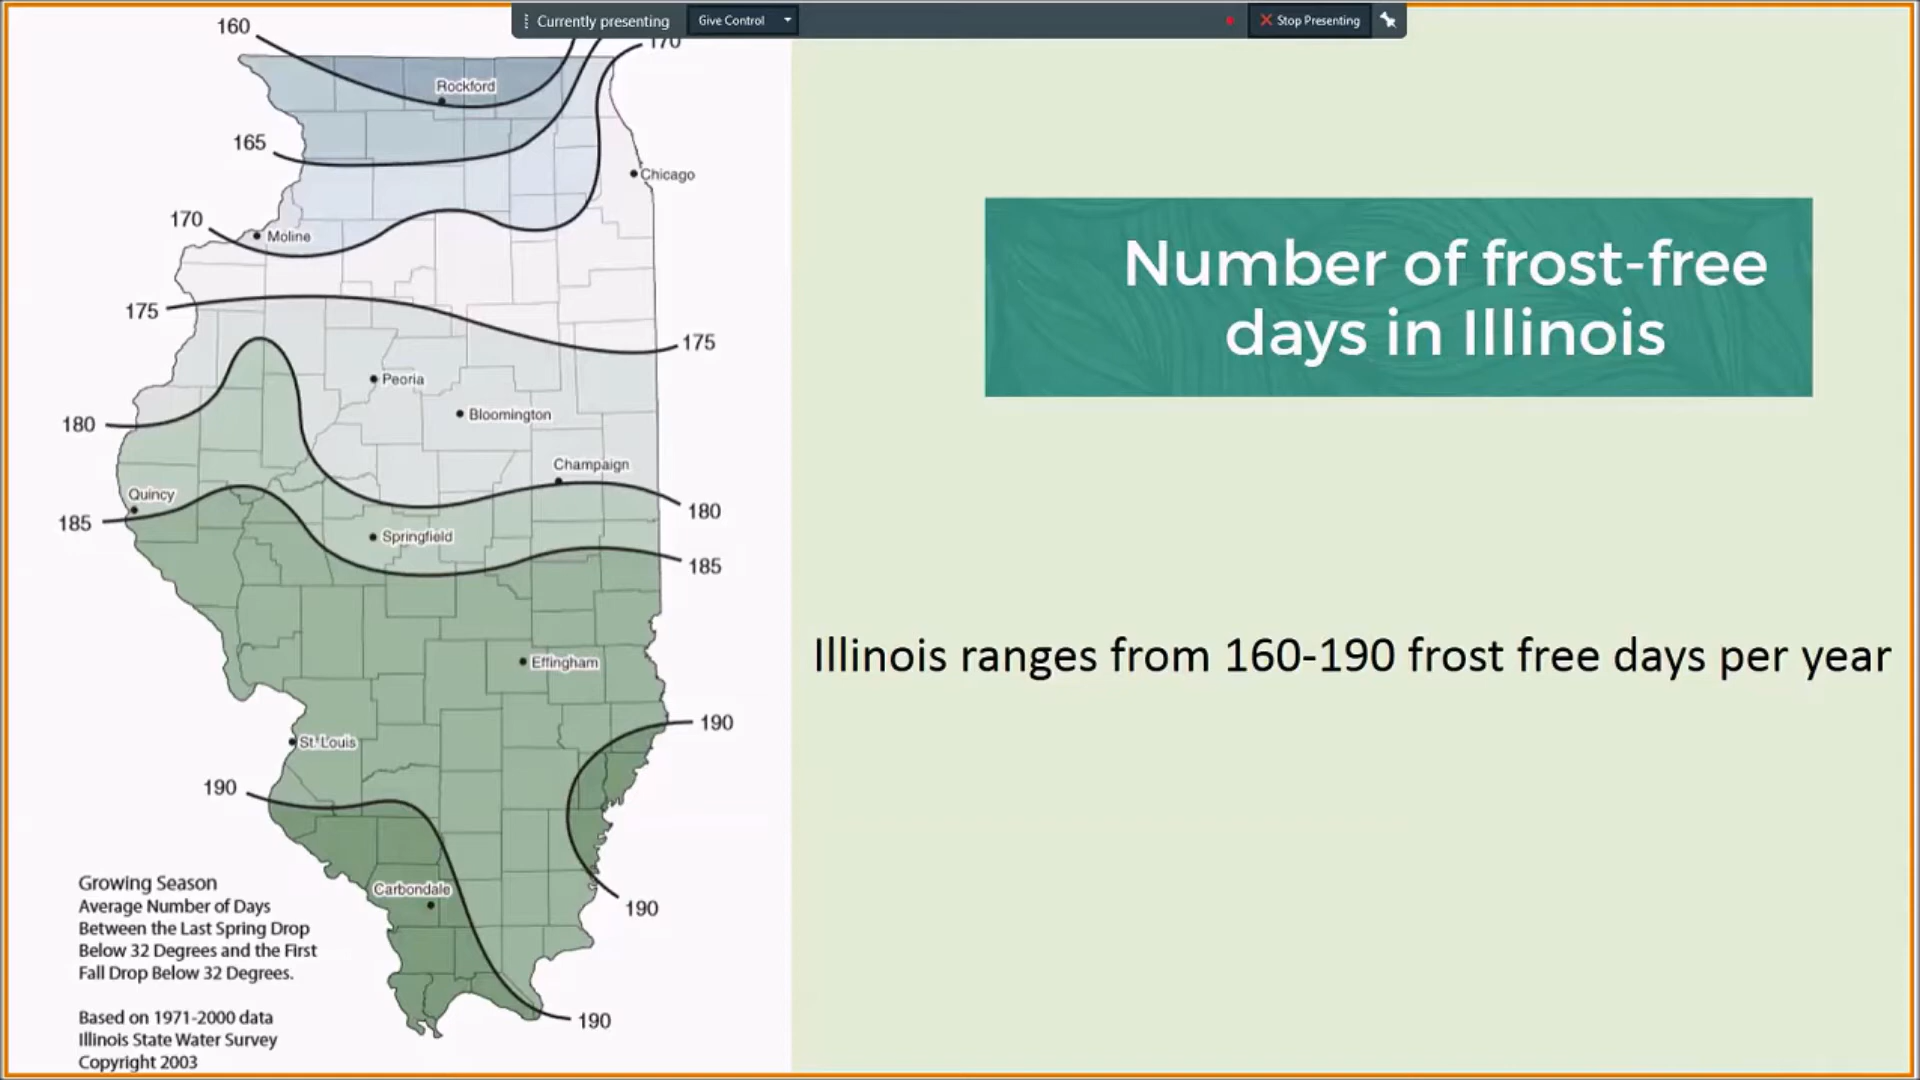 Currently presenting
Give Control
Stop Presenting
160
170
Rockford
165
Chicago
170
Moline
175
175
Peoria
Bloomington
180
Champaign
Quincy
180
185
Springfield
185
Effingham
190
St. Louis
190
Carbondale
190
190
Growing Season
Average Number of Days
Between the Last Spring Drop
Below 32 Degrees and the First
Fall Drop Below 32 Degrees.
Based on 1971-2000 data
Illinois State Water Survey
Copyright 2003
Number of frost-free
days in Illinois
Illinois ranges from 160-190 frost free days per year